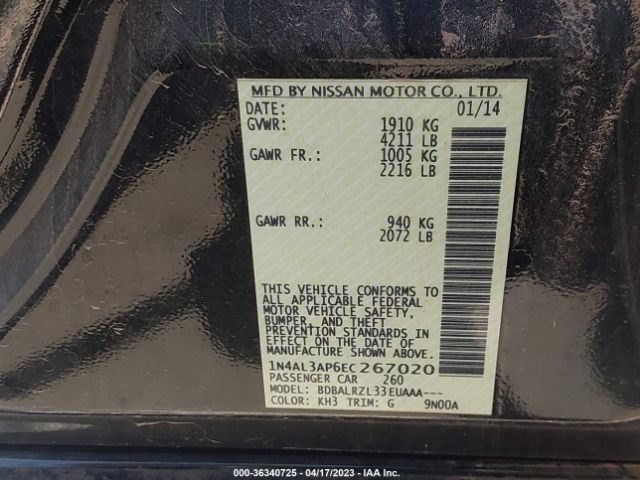 MFD BY NISSAN MOTOR CO., LTD.
DATE: 01/14
GVWR: 1910 KG
4211 LB
GAWR FR.: 1005 KG
2216 LB
GAWR RR.: 940 KG
2072 LB
THIS VEHICLE CONFORMS TO
ALL APPLICABLE FEDERAL
MOTOR VEHICLE SAFETY,
BUMPER, AND THEFT
PREVENTION STANDARDS IN
EFFECT ON THE DATE OF
MANUFACTURE SHOWN ABOVE.
1N4AL3AP6EC267020
PASSENGER CAR 260
MODEL: BDBALRZL33EUAAA---
COLOR: KH3 TRIM: G 9N00A
000-36340725 - 04/17/2023 - IAA Inc.